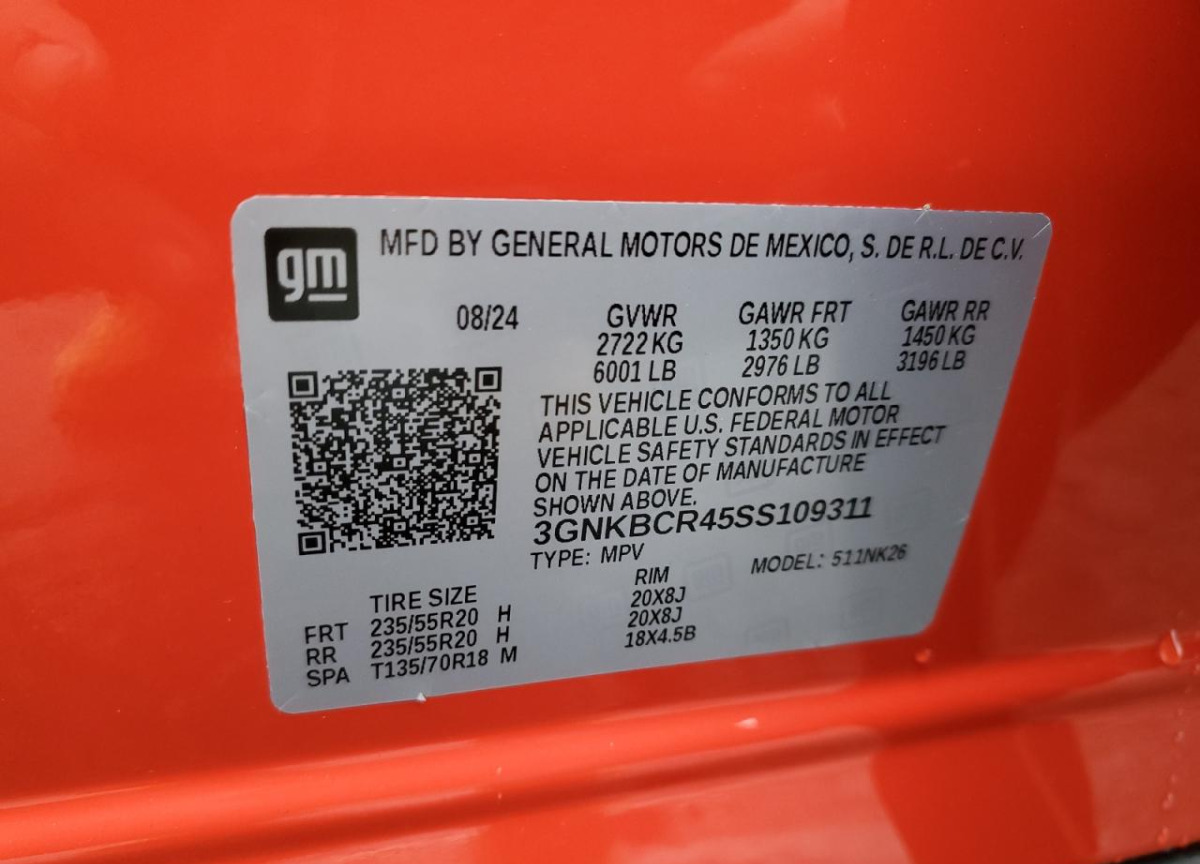 gm
MFD BY GENERAL MOTORS DE MEXICO, S. DE R.L. DE C.V.
08/24 GVWR GAWR FRT GAWR RR
2722 KG 1350 KG 1450 KG
6001 LB 2976 LB 3196 LB
THIS VEHICLE CONFORMS TO ALL
APPLICABLE U.S. FEDERAL MOTOR
VEHICLE SAFETY STANDARDS IN EFFECT
ON THE DATE OF MANUFACTURE
SHOWN ABOVE.
3GNKBCR45SS109311
TYPE: MPV MODEL: 511NK26
TIRE SIZE RIM
FRT 235/55R20 H 20X8J
RR 235/55R20 H 20X8J
SPA T135/70R18 M 18X4.5B